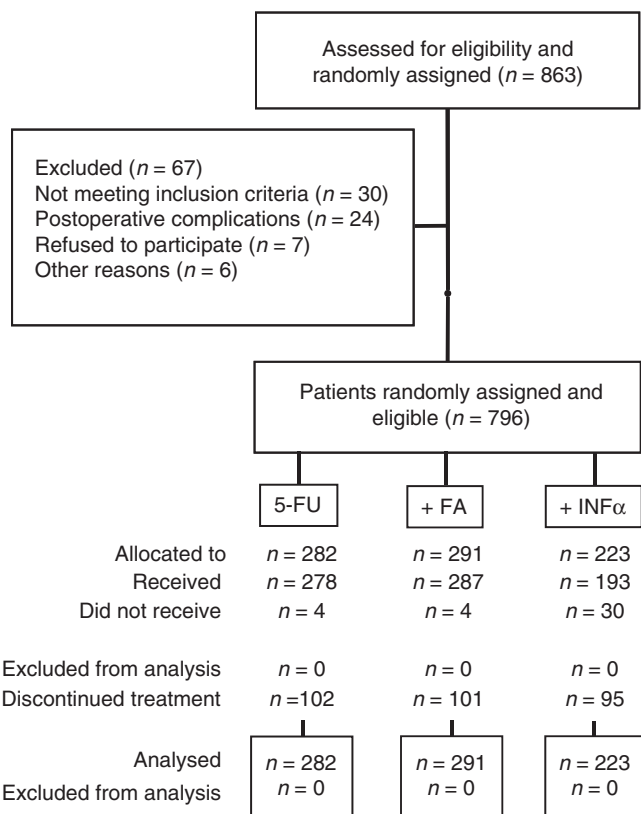 Assessed for eligibility and
randomly assigned (n = 863)
Excluded (n = 67)
Not meeting inclusion criteria (n = 30)
Postoperative complications (n = 24)
Refused to participate (n = 7)
Other reasons (n = 6)
Patients randomly assigned and
eligible (n = 796)
5-FU + FA + INFα
Allocated to n = 282 n = 291 n = 223
Received n = 278 n = 287 n = 193
Did not receive n = 4 n = 4 n = 30
Excluded from analysis n = 0 n = 0 n = 0
Discontinued treatment n =102 n = 101 n = 95
Analysed n = 282 n = 291 n = 223
Excluded from analysis n = 0 n = 0 n = 0